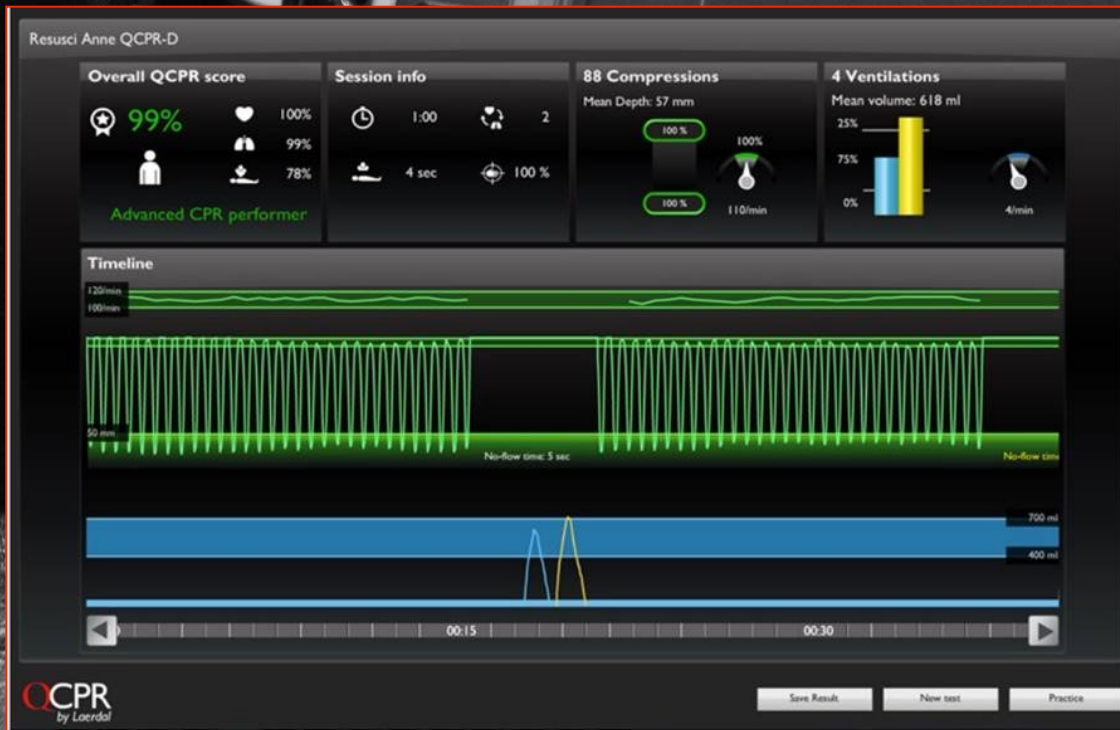 Resusci Anne QCPR-D
Overall QCPR score
99%
100%
99%
78%
Advanced CPR performer
Session info
1:00
2
4 sec
100 %
88 Compressions
Mean Depth: 57 mm
100 %
100%
100 %
110/min
4 Ventilations
Mean volume: 618 ml
25%
75%
0%
4/min
Timeline
120/min
100/min
50 mm
No-flow time: 5 sec
No-flow time
700 ml
400 ml
00:15
00:30
QCPR
by Laerdal
Save Result
New test
Practice